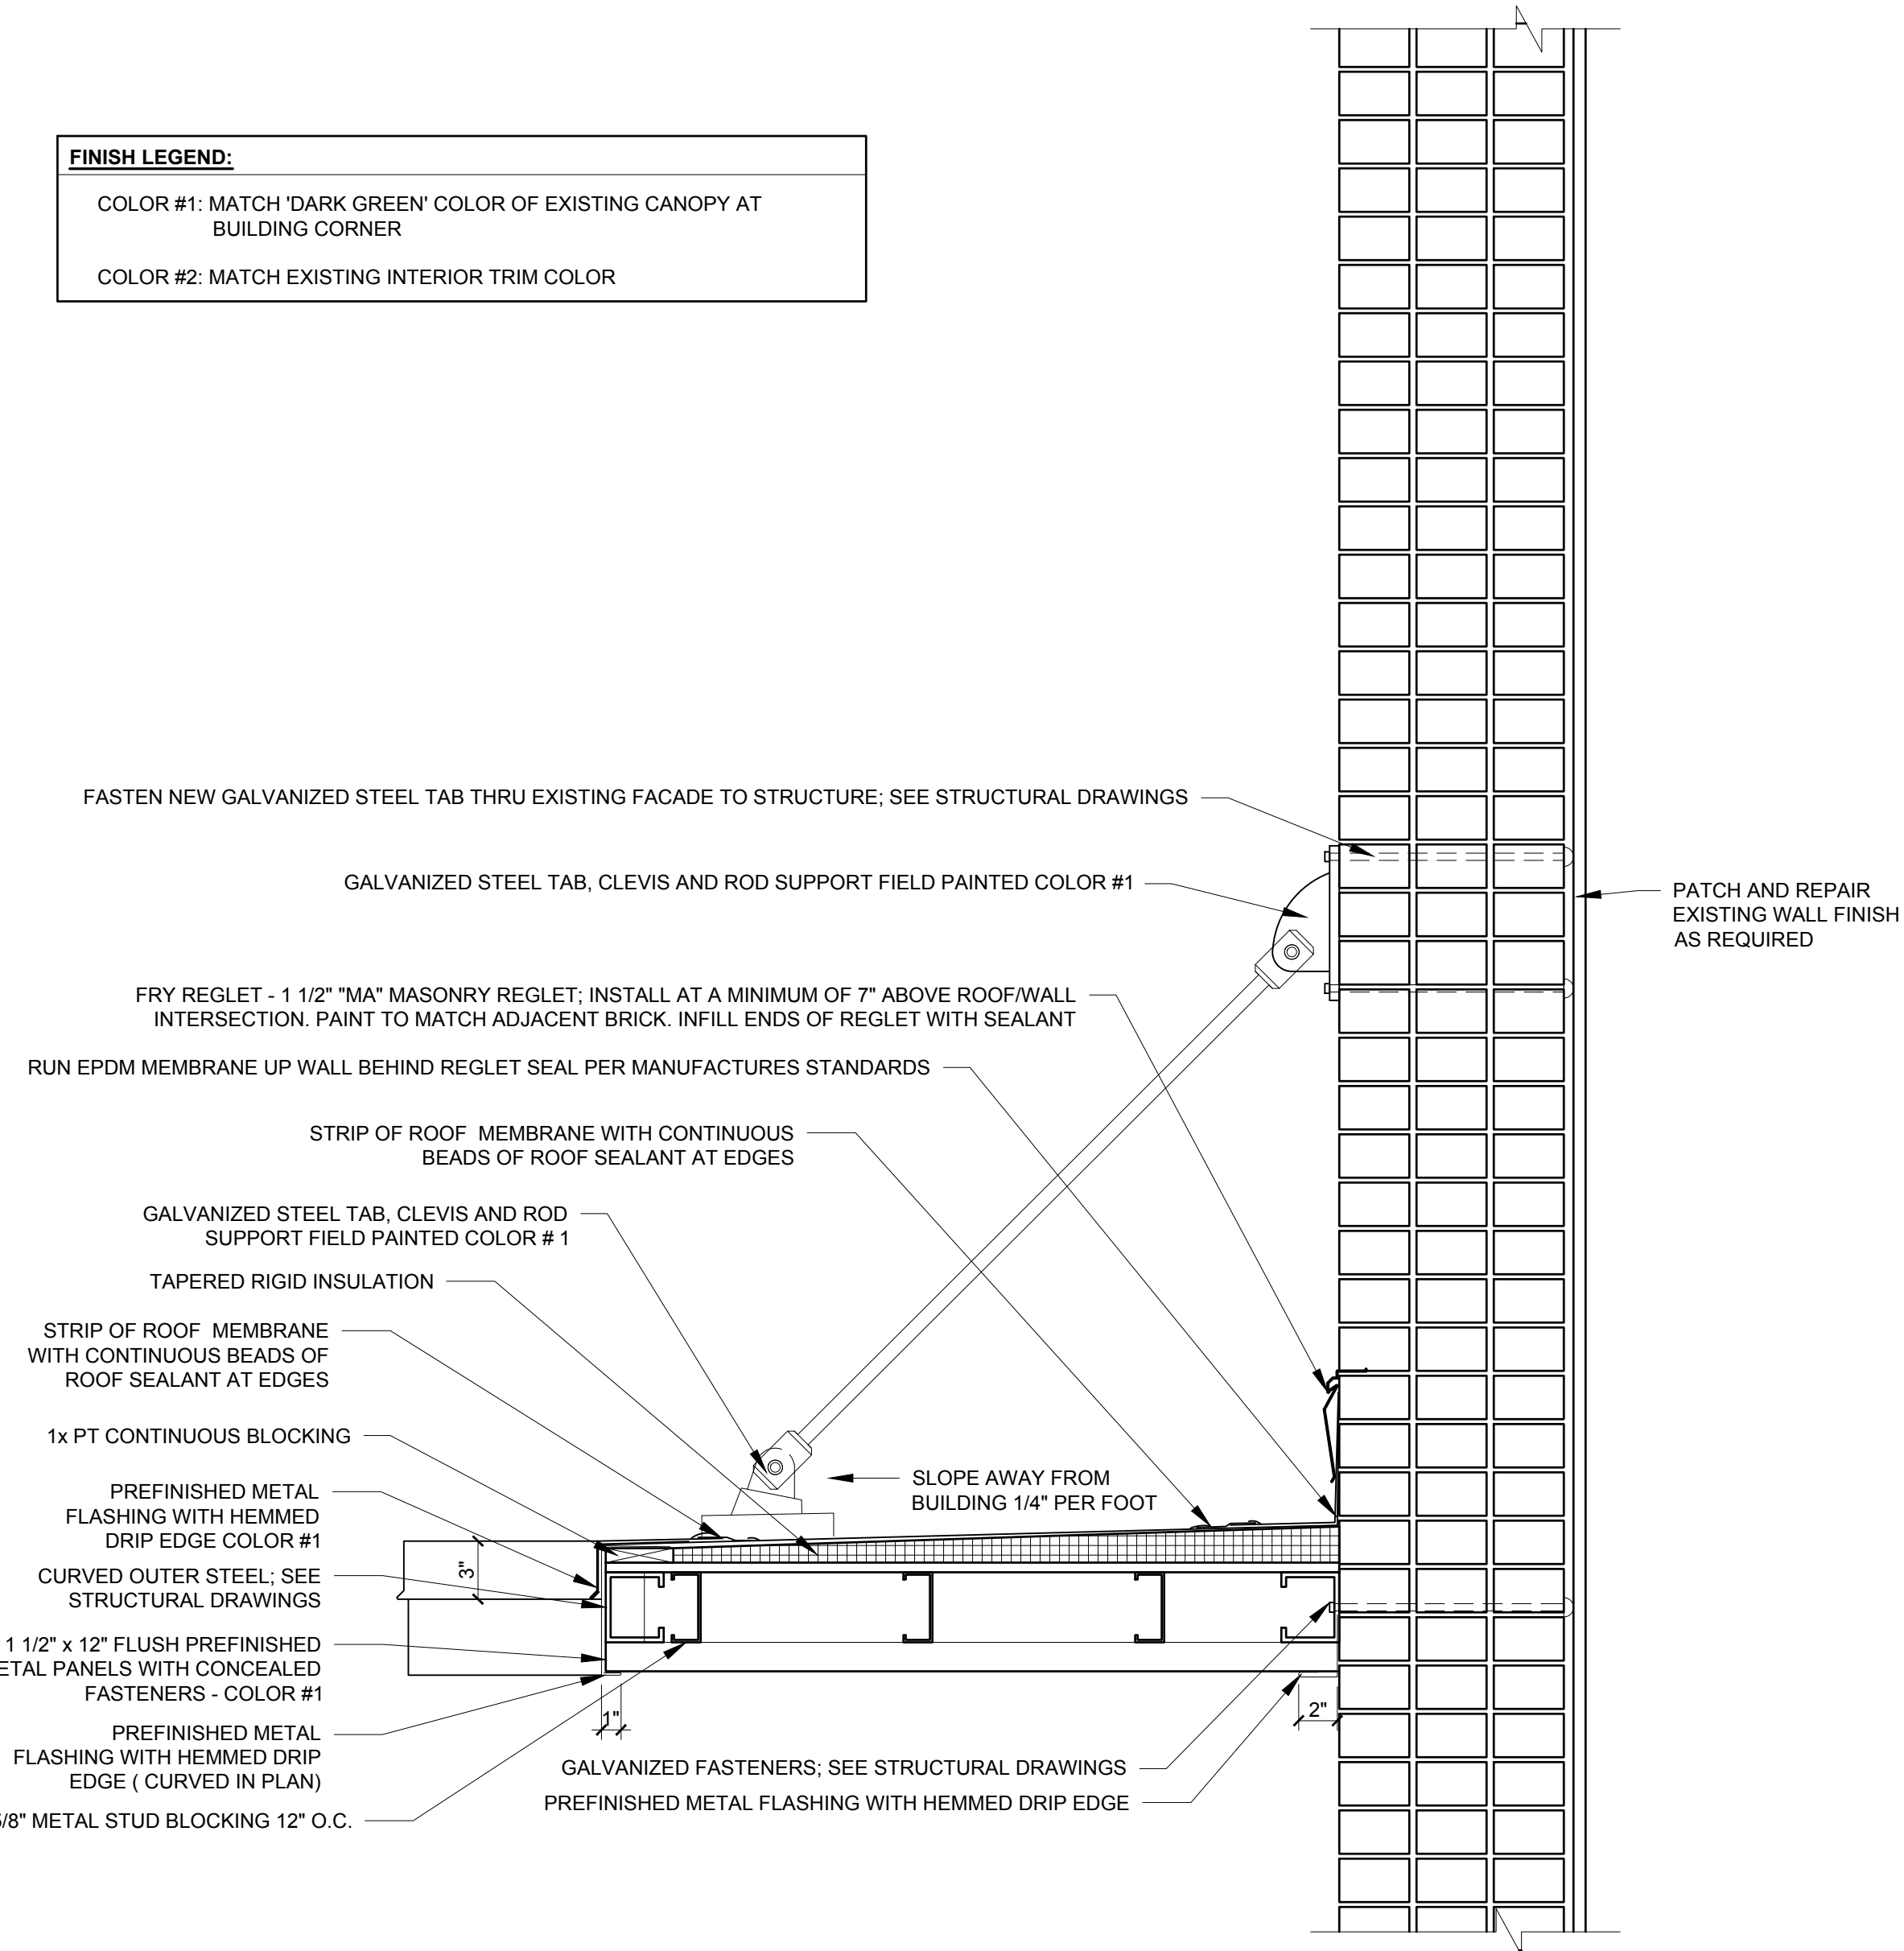 FINISH LEGEND:
COLOR #1: MATCH 'DARK GREEN' COLOR OF EXISTING CANOPY AT
BUILDING CORNER
COLOR #2: MATCH EXISTING INTERIOR TRIM COLOR
FASTEN NEW GALVANIZED STEEL TAB THRU EXISTING FACADE TO STRUCTURE; SEE STRUCTURAL DRAWINGS
GALVANIZED STEEL TAB, CLEVIS AND ROD SUPPORT FIELD PAINTED COLOR #1
PATCH AND REPAIR
EXISTING WALL FINISH
AS REQUIRED
FRY REGLET - 1 1/2" "MA" MASONRY REGLET; INSTALL AT A MINIMUM OF 7" ABOVE ROOF/WALL
INTERSECTION. PAINT TO MATCH ADJACENT BRICK. INFILL ENDS OF REGLET WITH SEALANT
RUN EPDM MEMBRANE UP WALL BEHIND REGLET SEAL PER MANUFACTURES STANDARDS
STRIP OF ROOF MEMBRANE WITH CONTINUOUS
BEADS OF ROOF SEALANT AT EDGES
GALVANIZED STEEL TAB, CLEVIS AND ROD
SUPPORT FIELD PAINTED COLOR # 1
TAPERED RIGID INSULATION
STRIP OF ROOF MEMBRANE
WITH CONTINUOUS BEADS OF
ROOF SEALANT AT EDGES
1x PT CONTINUOUS BLOCKING
SLOPE AWAY FROM
BUILDING 1/4" PER FOOT
PREFINISHED METAL
FLASHING WITH HEMMED
DRIP EDGE COLOR #1
3"
CURVED OUTER STEEL; SEE
STRUCTURAL DRAWINGS
1 1/2" x 12" FLUSH PREFINISHED
ETAL PANELS WITH CONCEALED
FASTENERS - COLOR #1
1"
2"
PREFINISHED METAL
FLASHING WITH HEMMED DRIP
EDGE ( CURVED IN PLAN)
GALVANIZED FASTENERS; SEE STRUCTURAL DRAWINGS
PREFINISHED METAL FLASHING WITH HEMMED DRIP EDGE
/8" METAL STUD BLOCKING 12" O.C.